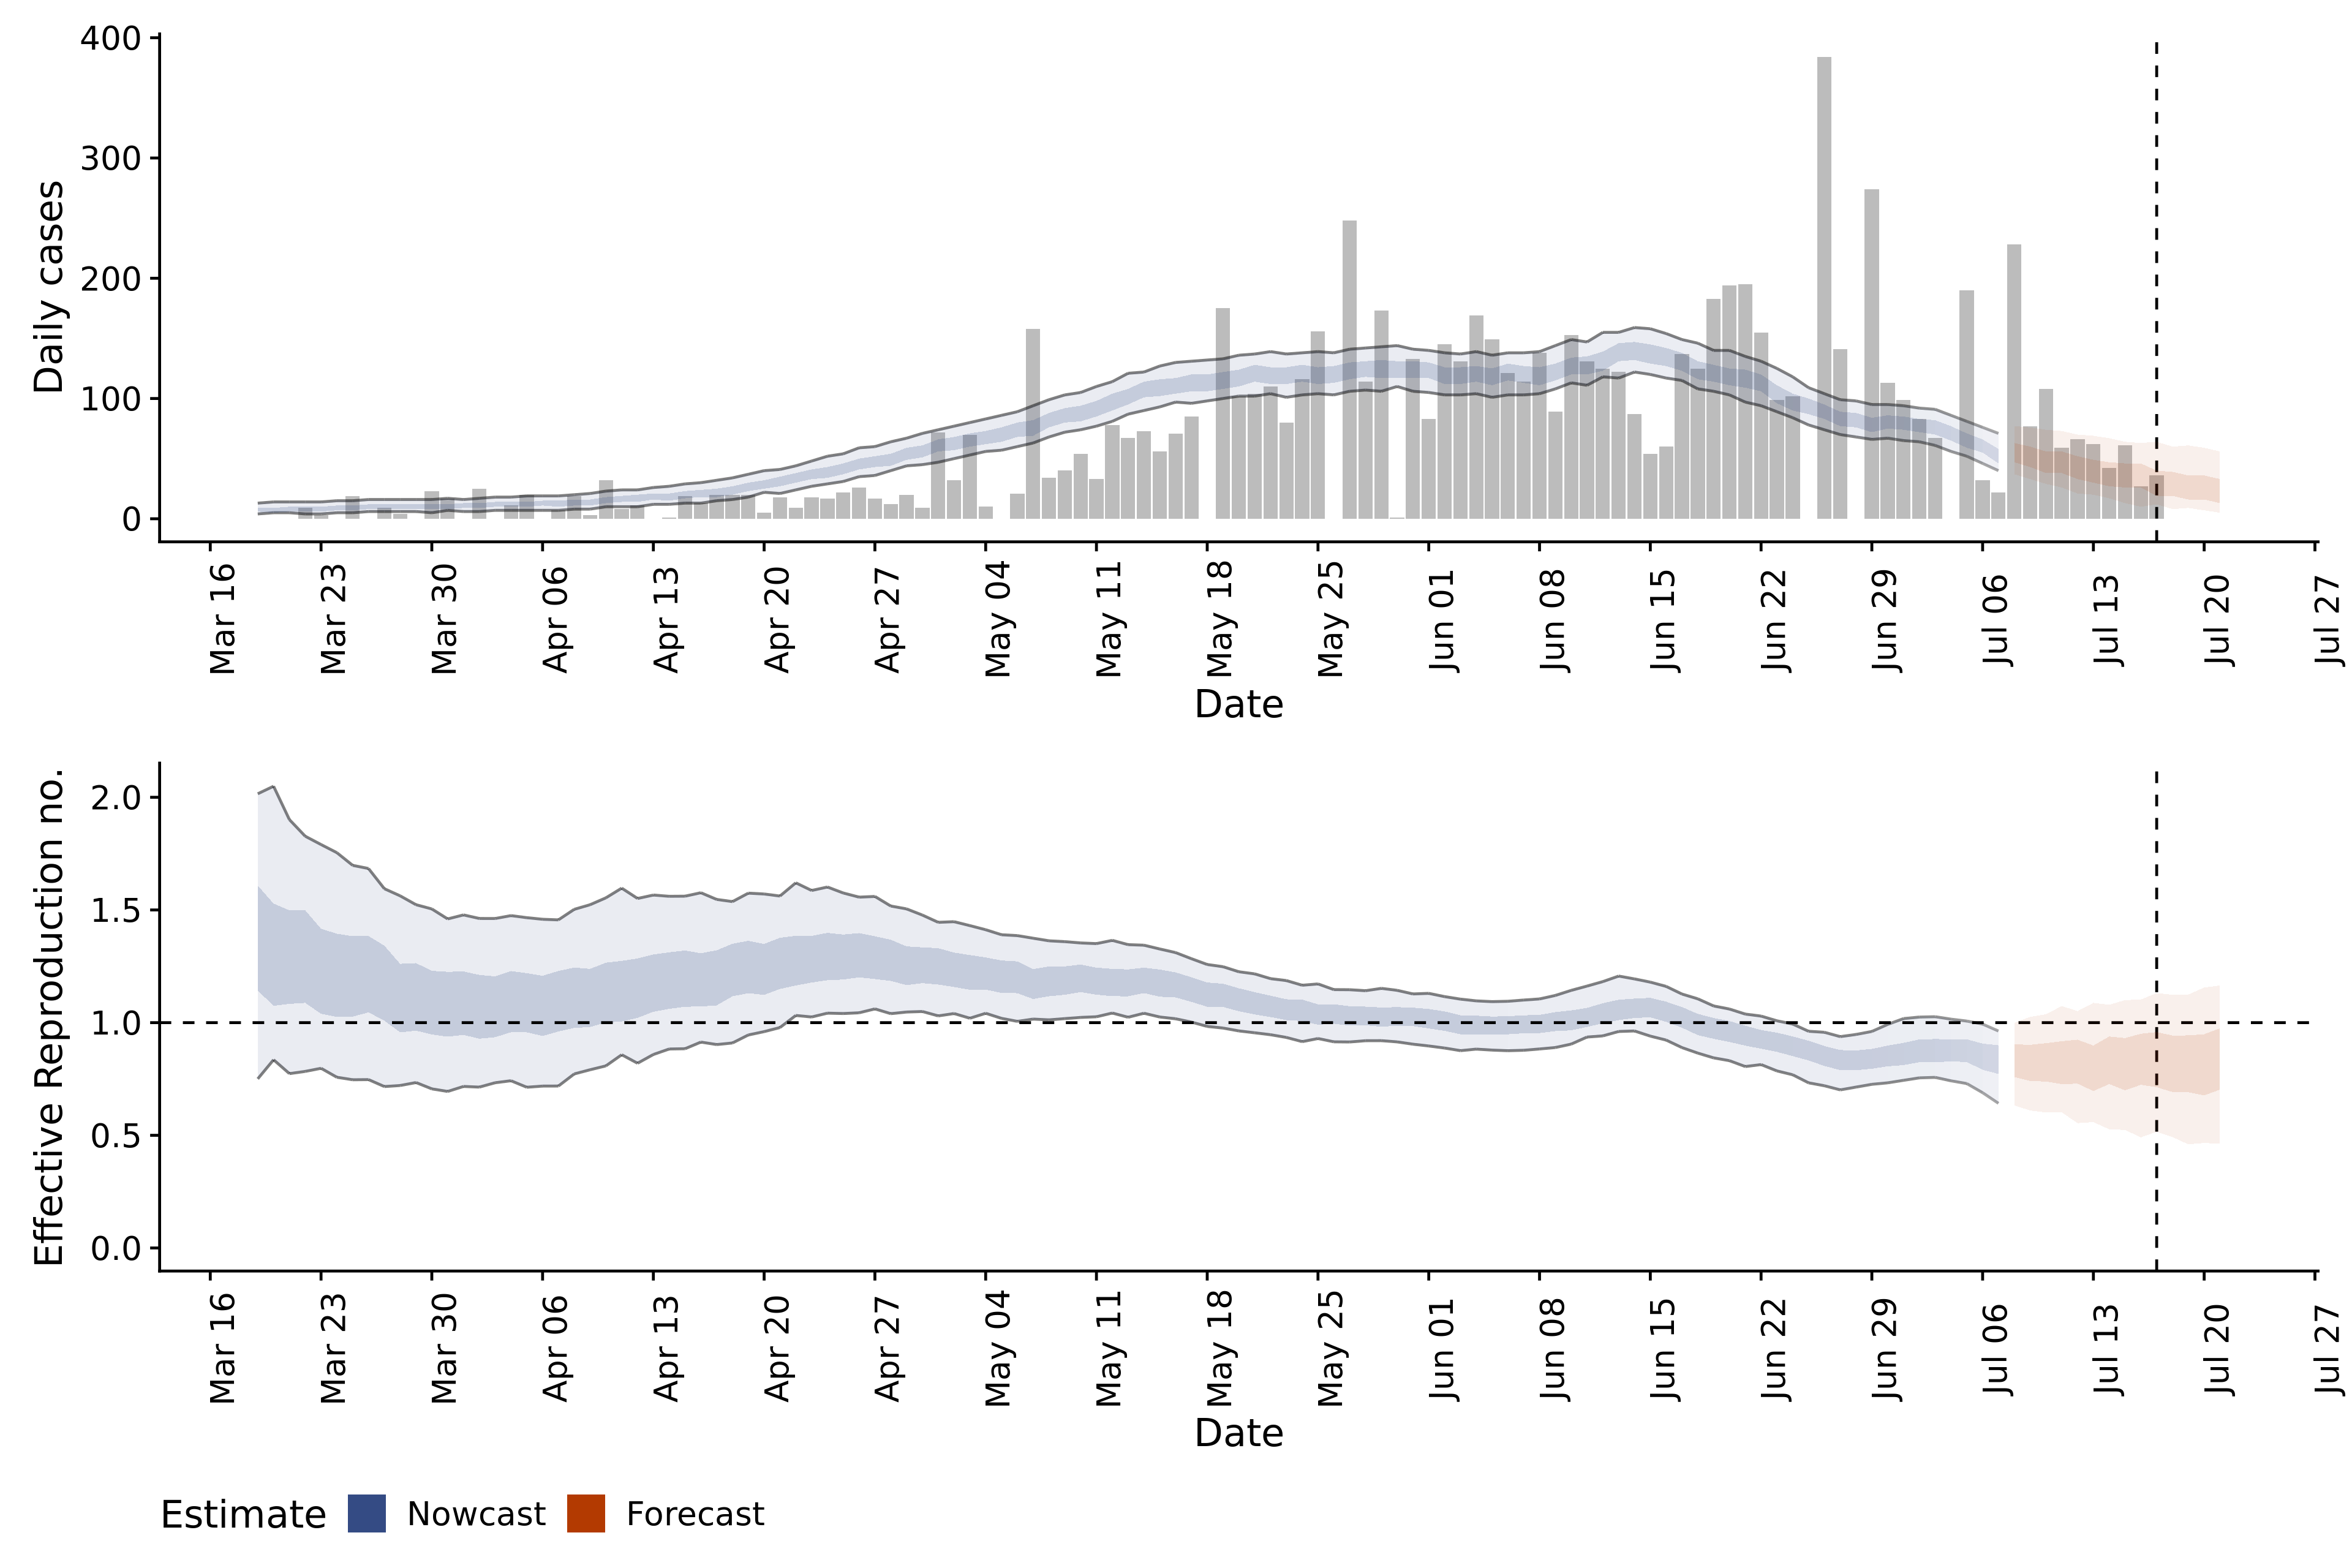 Daily cases
400
300
200
100
0
Mar 16 Mar 23 Mar 30 Apr 06 Apr 13 Apr 20 Apr 27 May 04 May 11 May 18 May 25 Jun 01 Jun 08 Jun 15 Jun 22 Jun 29 Jul 06 Jul 13 Jul 20 Jul 27
Date
Effective Reproduction no.
2.0
1.5
1.0
0.5
0.0
Mar 16 Mar 23 Mar 30 Apr 06 Apr 13 Apr 20 Apr 27 May 04 May 11 May 18 May 25 Jun 01 Jun 08 Jun 15 Jun 22 Jun 29 Jul 06 Jul 13 Jul 20 Jul 27
Date
Estimate Nowcast Forecast